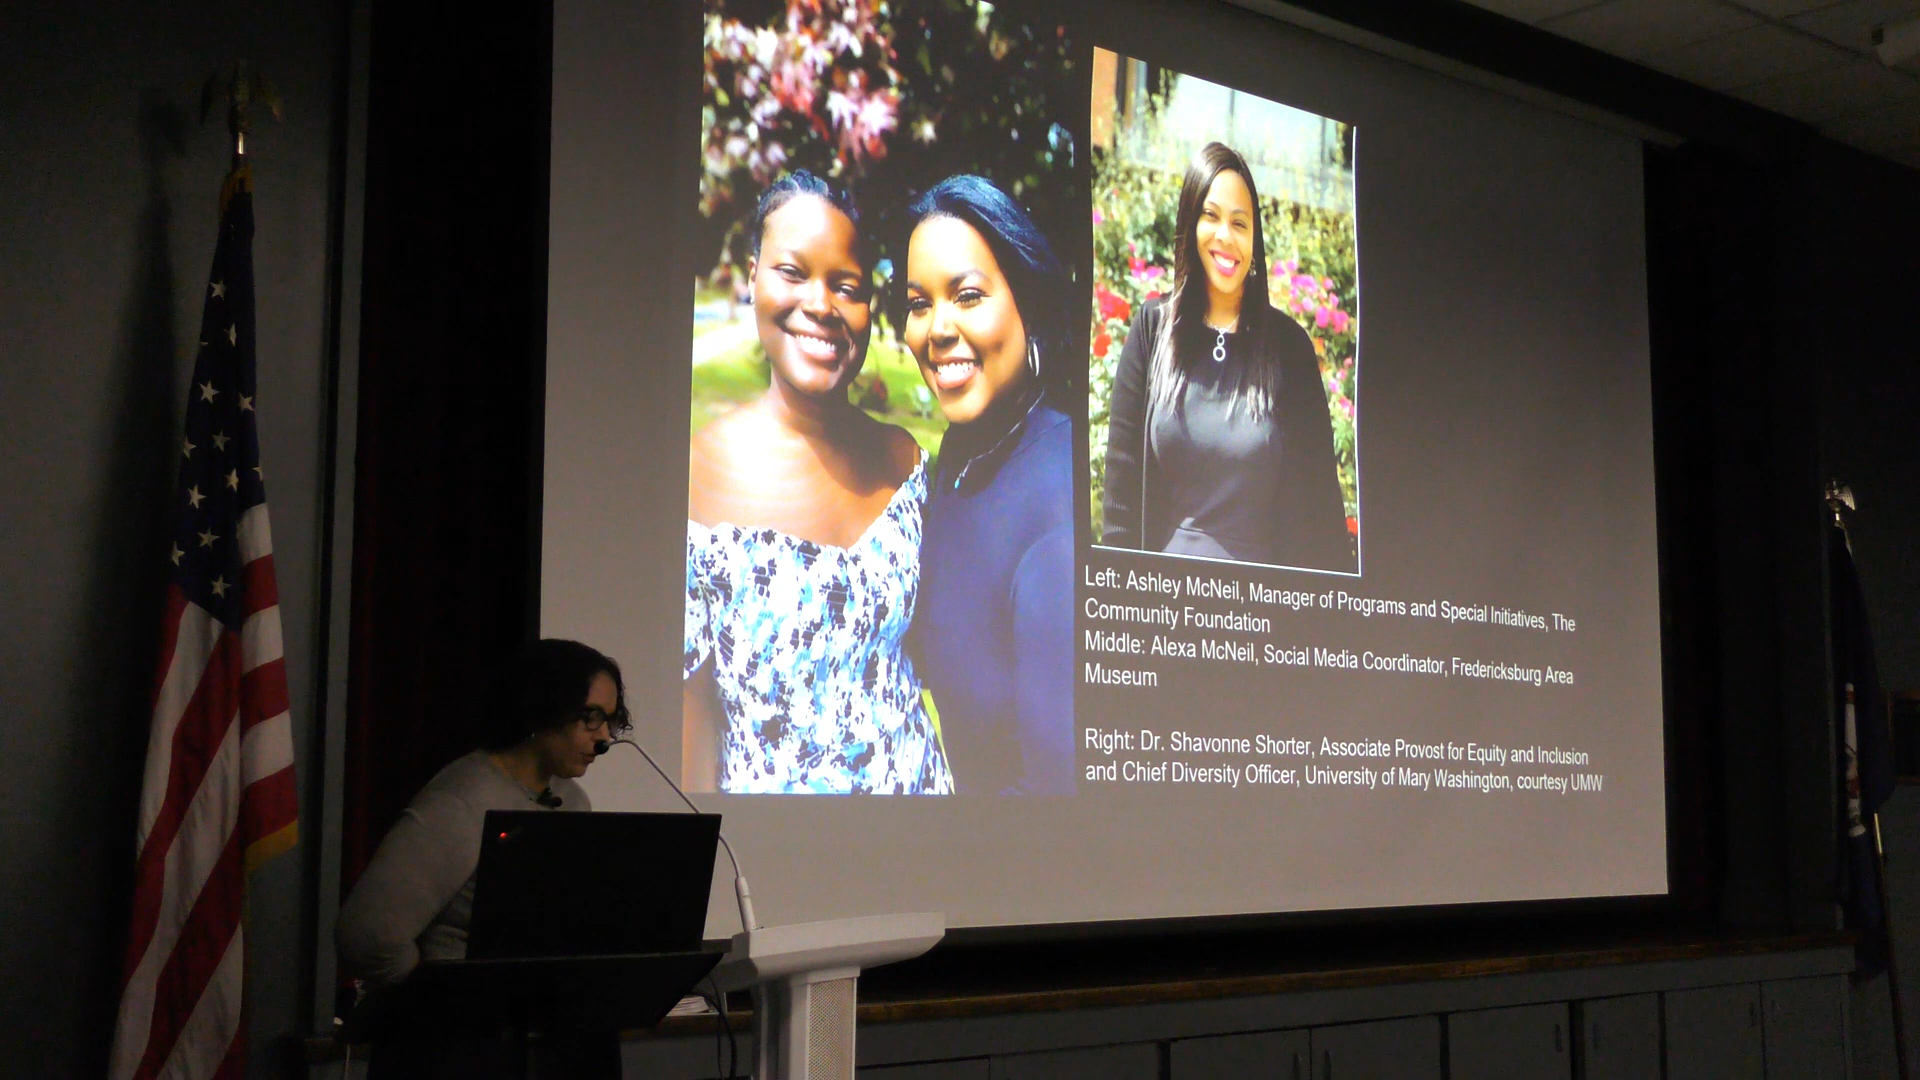 Left: Ashley McNeil, Manager of Programs and Special Initiatives, The
Community Foundation
Middle: Alexa McNeil, Social Media Coordinator, Fredericksburg Area
Museum
Right: Dr. Shavonne Shorter, Associate Provost for Equity and Inclusion
and Chief Diversity Officer, University of Mary Washington, courtesy UMW